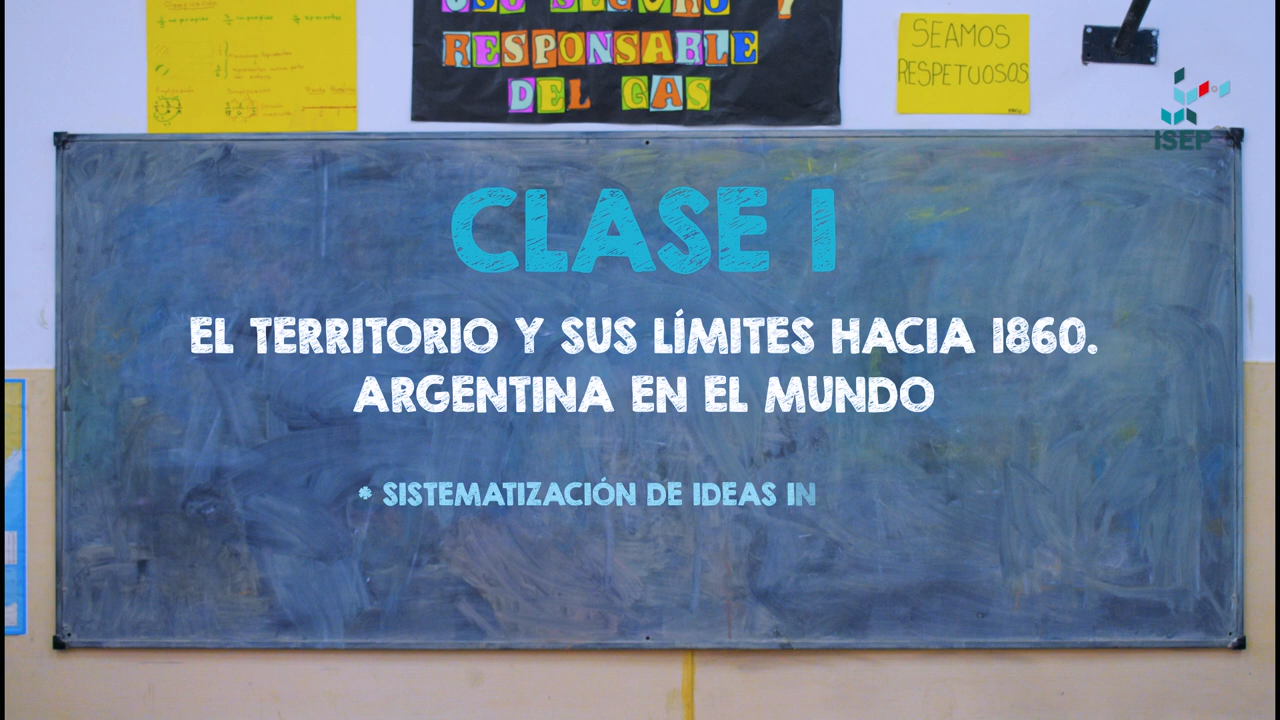 USO SEGURO Y
RESPONSABLE
DEL GAS
SEAMOS
RESPETUOSOS
ISEP
CLASE 1
EL TERRITORIO Y SUS LÍMITES HACIA 1860.
ARGENTINA EN EL MUNDO
* SISTEMATIZACIÓN DE IDEAS IN